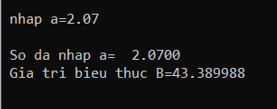 nhap a=2.07
So da nhap a=  2.0700
Gia tri bieu thuc B=43.389988